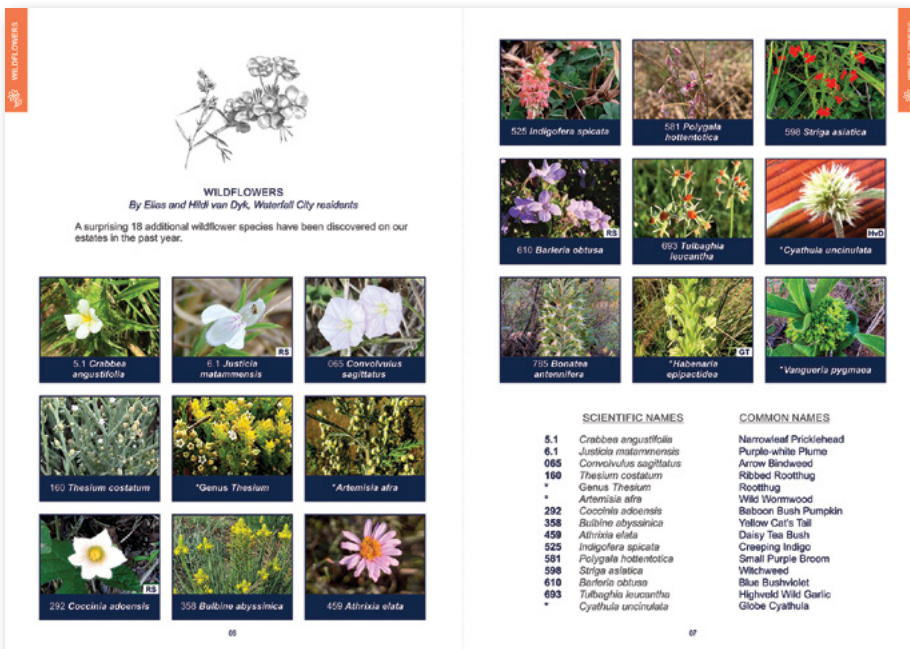 WILDFLOWERS
WILDFLOWERS
By Elias and Hildi van Dyk, Waterfall City residents
A surprising 18 additional wildflower species have been discovered on our
estates in the past year.
5.1 Crabbea
angustifolia
RS
6.1 Justicia
matammensis
065 Convolvulus
sagittatus
160 Thesium costatum
*Genus Thesium
*Artemisia afra
RS
292 Coccinia adoensis
358 Bulbine abyssinica
459 Athrixia elata
06
WILDFLOWERS
525 Indigofera spicata
581 Polygala
hottentotica
598 Striga asiatica
RS
610 Barleria obtusa
693 Tulbaghia
leucantha
HvD
*Cyathula uncinulata
785 Bonatea
antennifera
GT
*Habenaria
epipactidea
*Vangueria pygmaea
SCIENTIFIC NAMES COMMON NAMES
5.1 Crabbea angustifolia Narrowleaf Pricklehead
6.1 Justicia matammensis Purple-white Plume
065 Convolvulus sagittatus Arrow Bindweed
160 Thesium costatum Ribbed Rootthug
* Genus Thesium Rootthug
* Artemisia afra Wild Wormwood
292 Coccinia adoensis Baboon Bush Pumpkin
358 Bulbine abyssinica Yellow Cat's Tail
459 Athrixia elata Daisy Tea Bush
525 Indigofera spicata Creeping Indigo
581 Polygala hottentotica Small Purple Broom
598 Striga asiatica Witchweed
610 Barleria obtusa Blue Bushviolet
693 Tulbaghia leucantha Highveld Wild Garlic
* Cyathula uncinulata Globe Cyathula
07